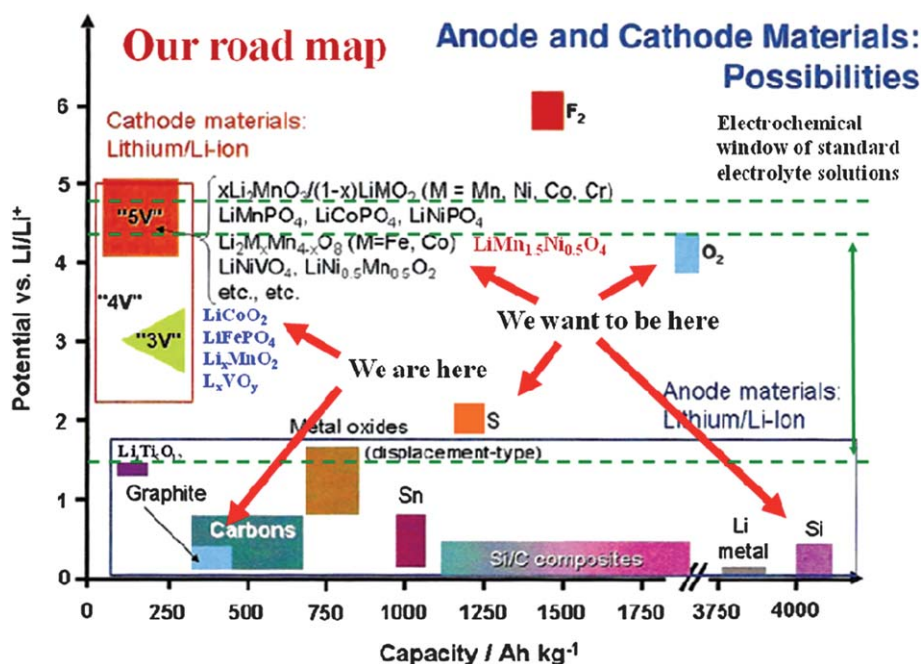 Our road map
Anode and Cathode Materials:
Possibilities
Cathode materials:
Lithium/Li-ion
F₂
Electrochemical
window of standard
electrolyte solutions
"5V"
xLi₂MnO₃/(1-x)LiMO₂ (M = Mn, Ni, Co, Cr)
LiMnPO₄, LiCoPO₄, LiNiPO₄
Li₂MₓMn₄₋ₓO₈ (M=Fe, Co)
LiMn₁.₅Ni₀.₅O₄
LiNiVO₄, LiNi₀.₅Mn₀.₅O₂
etc., etc.
O₂
"4V"
"3V"
LiCoO₂
LiFePO₄
LiₓMnO₂
LₓVOᵧ
We want to be here
We are here
Anode materials:
Lithium/Li-Ion
S
Metal oxides
(displacement-type)
Graphite
Carbons
Sn
Si/C composites
Li
metal
Si
Potential vs. Li/Li⁺
6
5
4
3
2
1
0
0
250
500
750
1000
1250
1500
1750
3750
4000
Capacity / Ah kg⁻¹